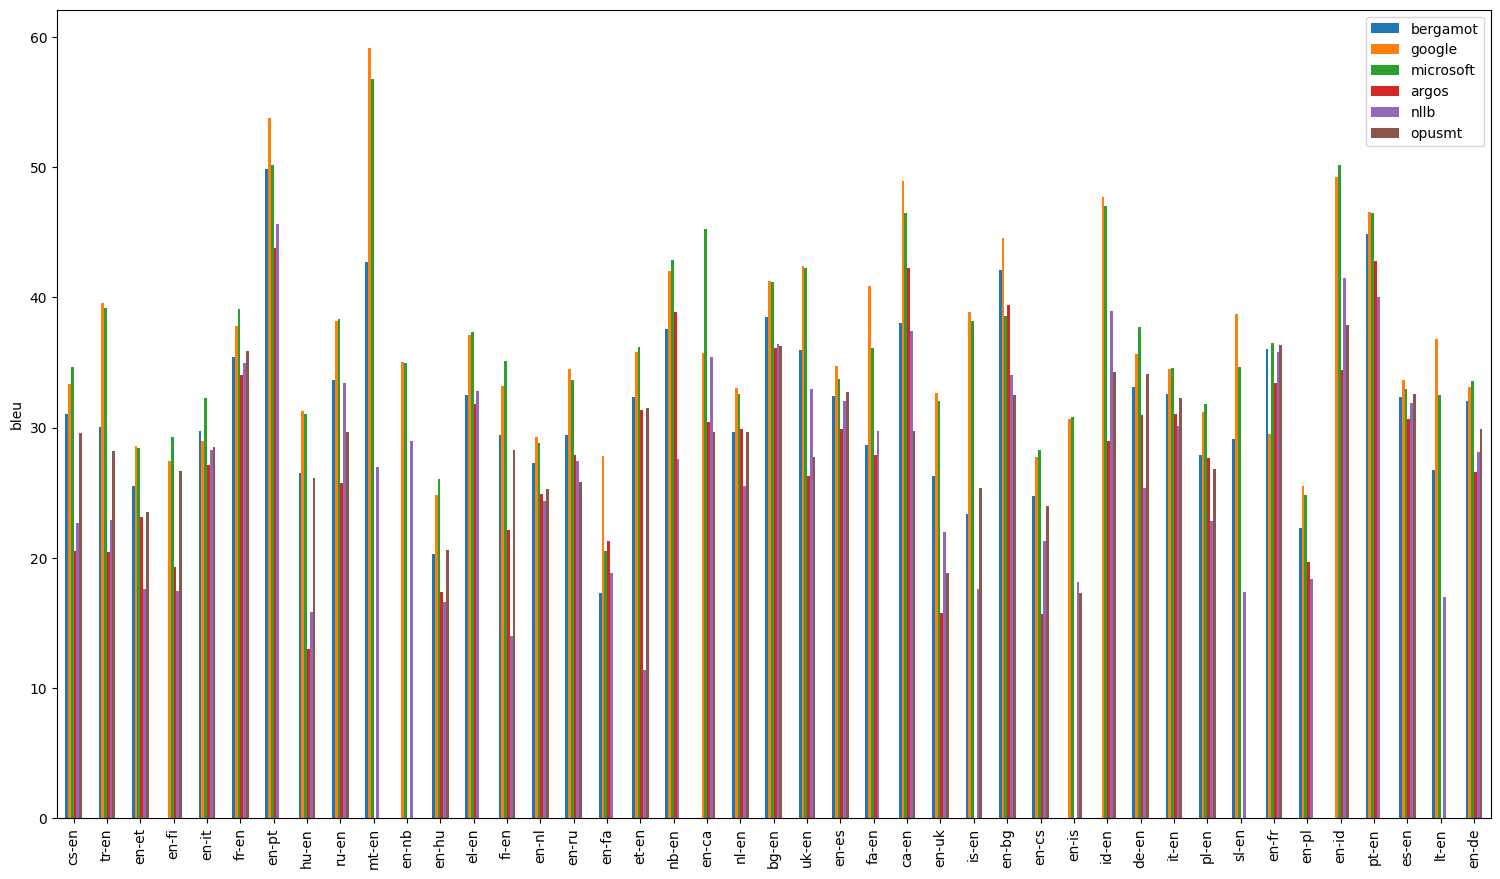 bergamot
google
microsoft
argos
nllb
opusmt
bleu
60
50
40
30
20
10
0
cs-en
tr-en
en-et
en-fi
en-it
fr-en
en-pt
hu-en
ru-en
mt-en
en-nb
en-hu
el-en
fi-en
en-nl
en-ru
en-fa
et-en
nb-en
en-ca
nl-en
bg-en
uk-en
en-es
fa-en
ca-en
en-uk
is-en
en-bg
en-cs
en-is
id-en
de-en
it-en
pl-en
sl-en
en-fr
en-pl
en-id
pt-en
es-en
lt-en
en-de